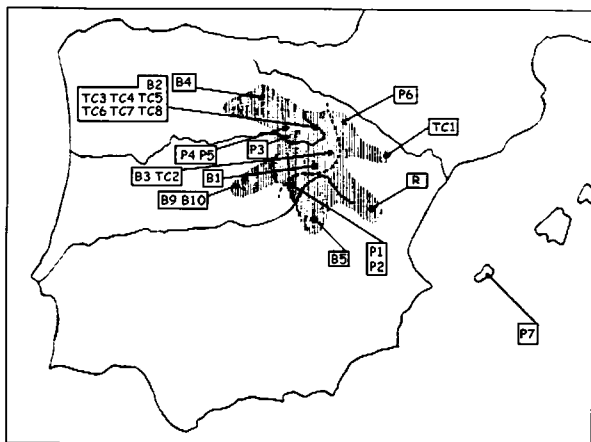 B2
B4
TC3 TC4 TC5
TC6 TC7 TC8
P6
TC1
P4 P5
P3
B3 TC2
B1
R
B9 B10
B5
P1
P2
P7